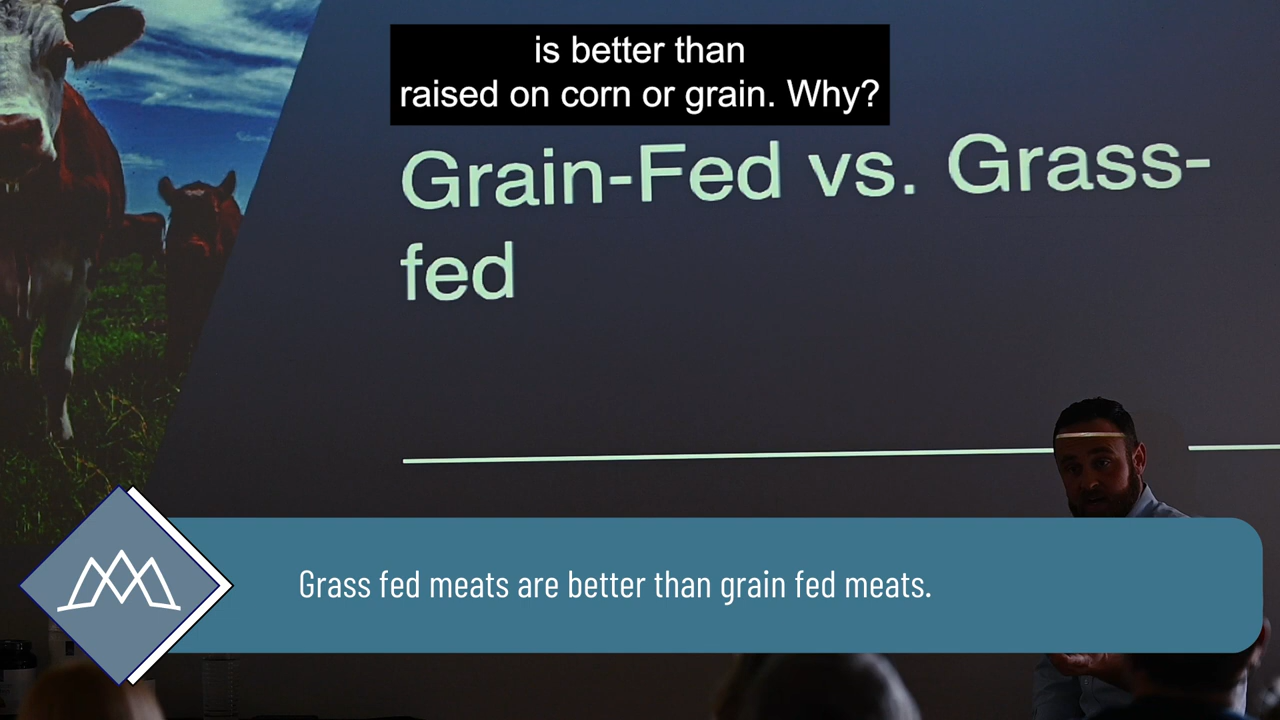 is better than
raised on corn or grain. Why?
Grain-Fed vs. Grass-
fed
Grass fed meats are better than grain fed meats.